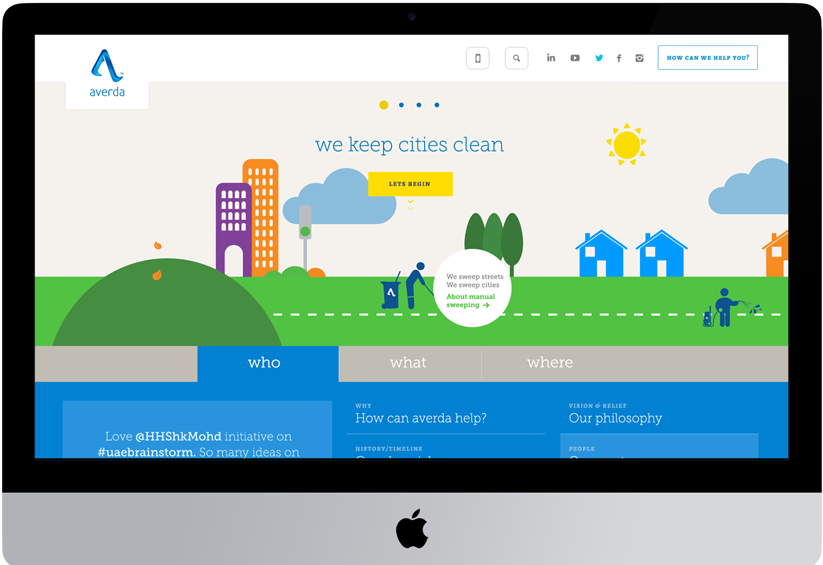 HOW CAN WE HELP YOU?
averda
we keep cities clean
LETS BEGIN
We sweep streets
We sweep cities
About manual
sweeping
who
what
where
Love @HHShkMohd initiative on
#uaebrainstorm. So many ideas on
WHY
How can averda help?
HISTORY/TIMELINE
VISION & BELIEF
Our philosophy
PEOPLE